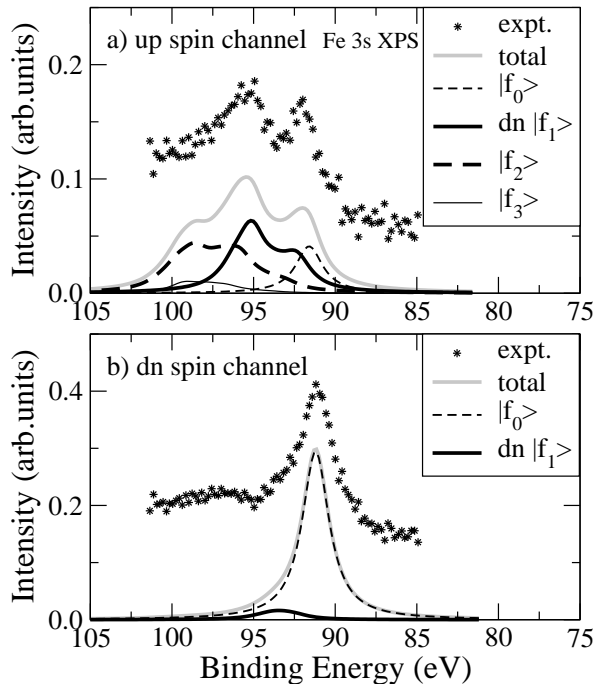 a) up spin channel Fe 3s XPS
expt.
total
|f0>
dn |f1>
|f2>
|f3>
Intensity (arb.units)
0.2
0.1
0.0
105 100 95 90 85 80 75
b) dn spin channel
expt.
total
|f0>
dn |f1>
Intensity (arb.units)
0.4
0.2
0.0
105 100 95 90 85 80 75
Binding Energy (eV)